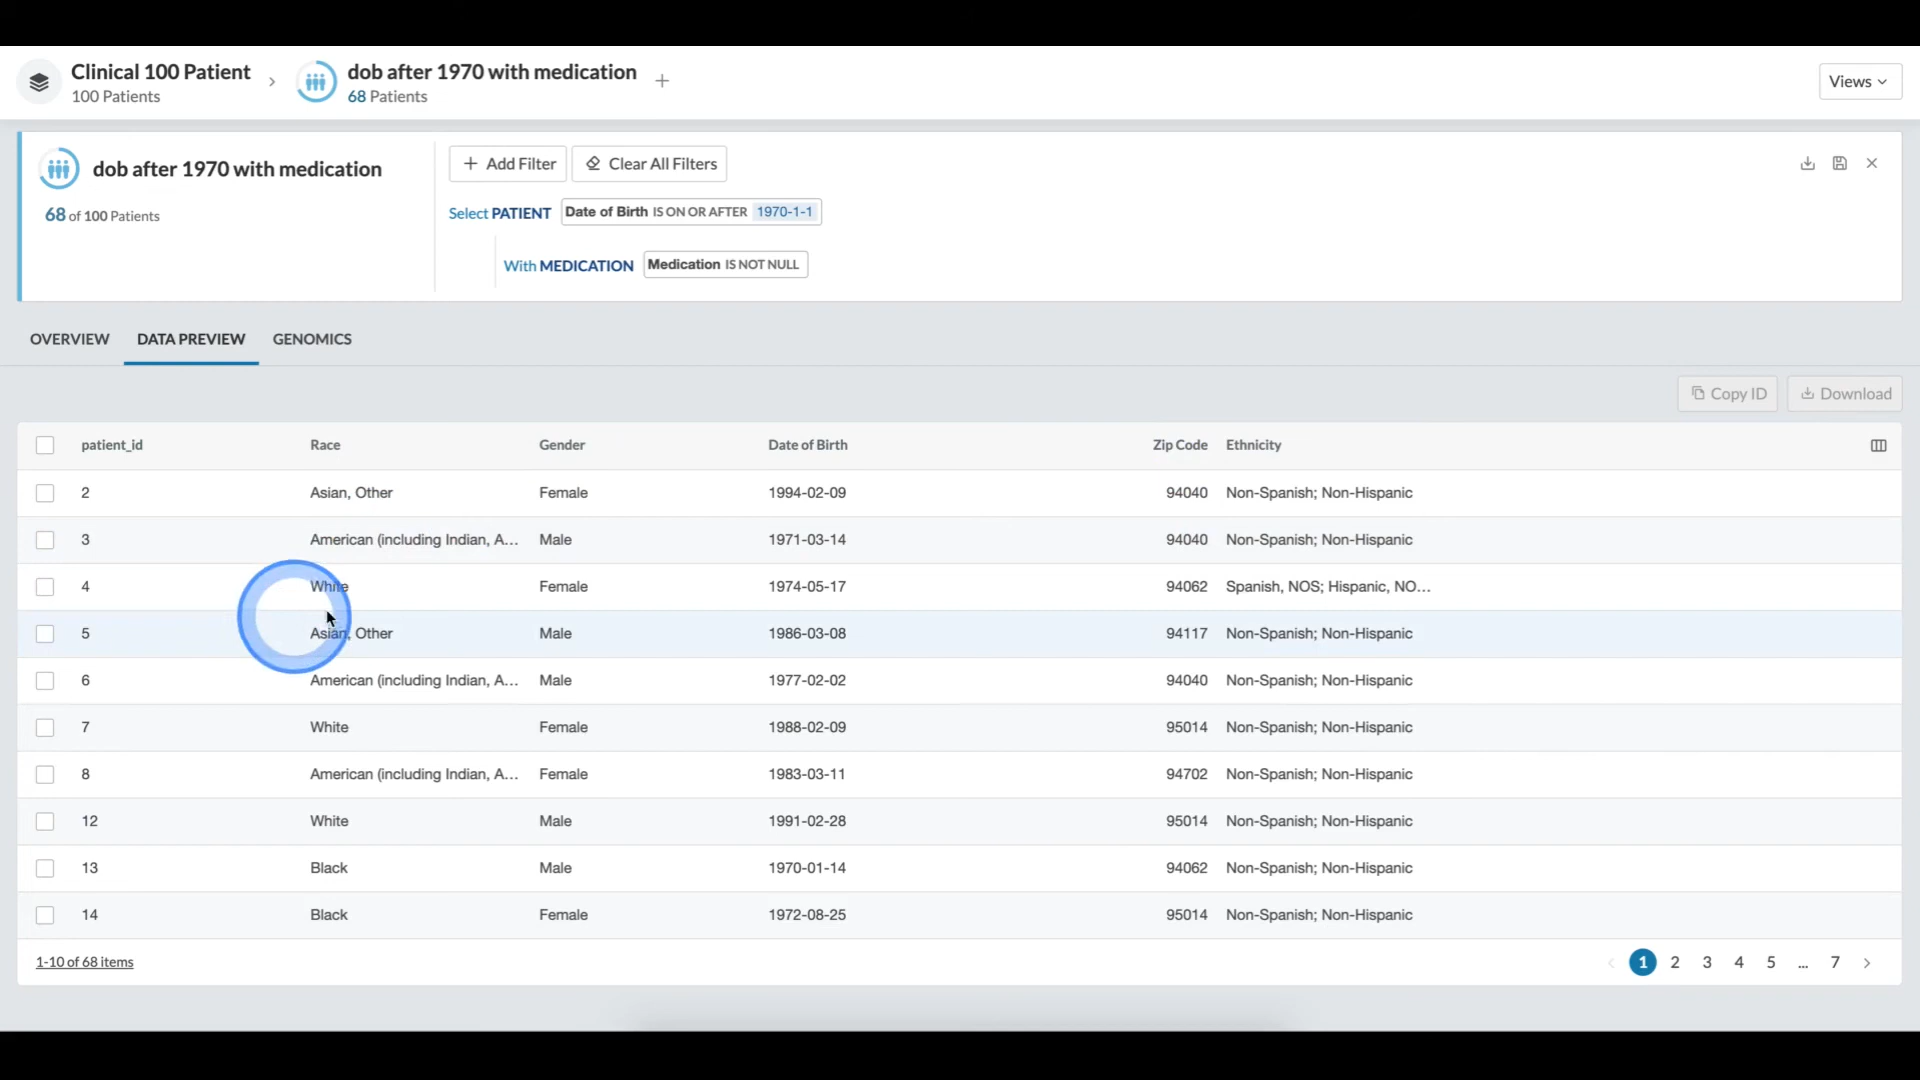 Clinical 100 Patient
100 Patients
dob after 1970 with medication
68 Patients
Views
dob after 1970 with medication
68 of 100 Patients
Add Filter
Clear All Filters
Select PATIENT Date of Birth IS ON OR AFTER 1970-1-1
With MEDICATION Medication IS NOT NULL
OVERVIEW DATA PREVIEW GENOMICS
Copy ID Download
patient_id Race Gender Date of Birth Zip Code Ethnicity
2 Asian, Other Female 1994-02-09 94040 Non-Spanish; Non-Hispanic
3 American (including Indian, A... Male 1971-03-14 94040 Non-Spanish; Non-Hispanic
4 White Female 1974-05-17 94062 Spanish, NOS; Hispanic, NO...
5 Asian, Other Male 1986-03-08 94117 Non-Spanish; Non-Hispanic
6 American (including Indian, A... Male 1977-02-02 94040 Non-Spanish; Non-Hispanic
7 White Female 1988-02-09 95014 Non-Spanish; Non-Hispanic
8 American (including Indian, A... Female 1983-03-11 94702 Non-Spanish; Non-Hispanic
12 White Male 1991-02-28 95014 Non-Spanish; Non-Hispanic
13 Black Male 1970-01-14 94062 Non-Spanish; Non-Hispanic
14 Black Female 1972-08-25 95014 Non-Spanish; Non-Hispanic
1-10 of 68 items 1 2 3 4 5 ... 7